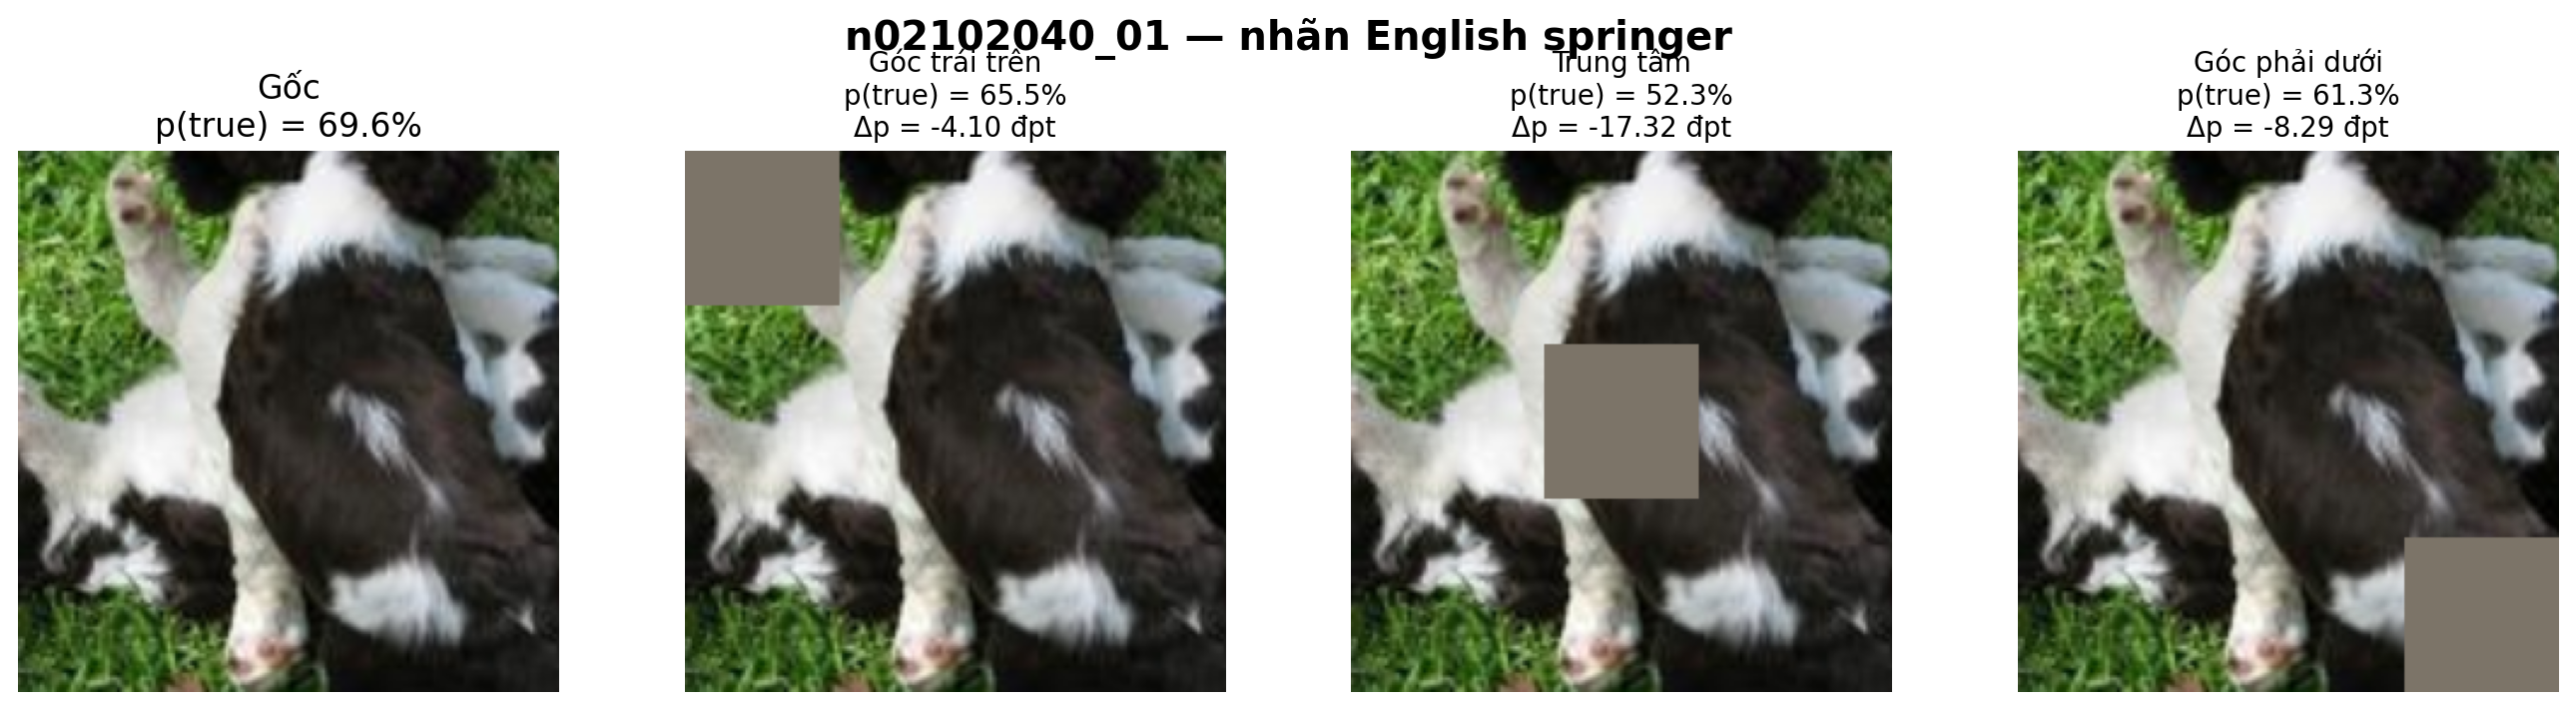 n02102040_01 — nhãn English springer
Gốc
p(true) = 69.6%
Góc trái trên
p(true) = 65.5%
Δp = -4.10 đpt
Trung tâm
p(true) = 52.3%
Δp = -17.32 đpt
Góc phải dưới
p(true) = 61.3%
Δp = -8.29 đpt